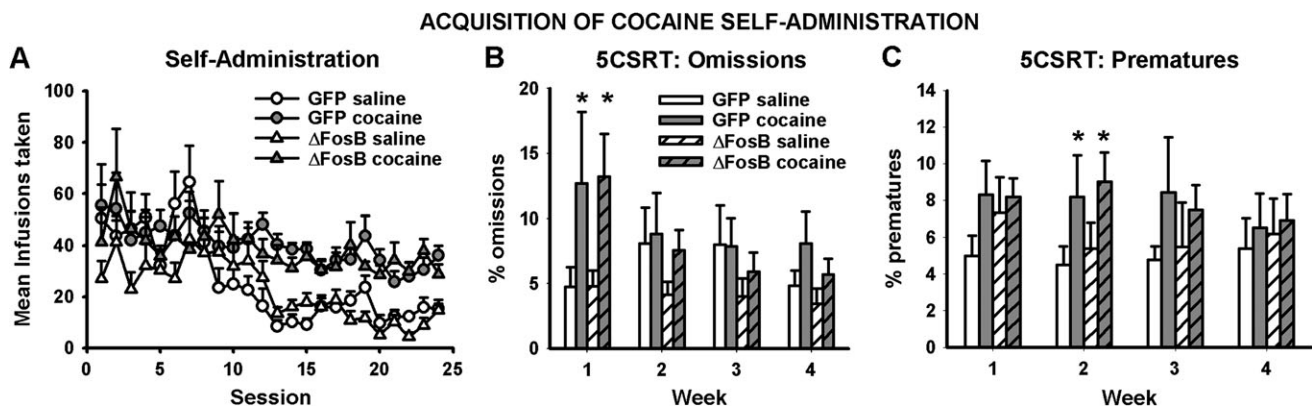 ACQUISITION OF COCAINE SELF-ADMINISTRATION
A
Self-Administration
GFP saline
GFP cocaine
ΔFosB saline
ΔFosB cocaine
Mean Infusions taken
100
80
60
40
20
0
0 5 10 15 20 25
Session
B
5CSRT: Omissions
* *
GFP saline
GFP cocaine
ΔFosB saline
ΔFosB cocaine
% omissions
20
15
10
5
0
1 2 3 4
Week
C
5CSRT: Prematures
* *
% prematures
14
12
10
8
6
4
2
0
1 2 3 4
Week